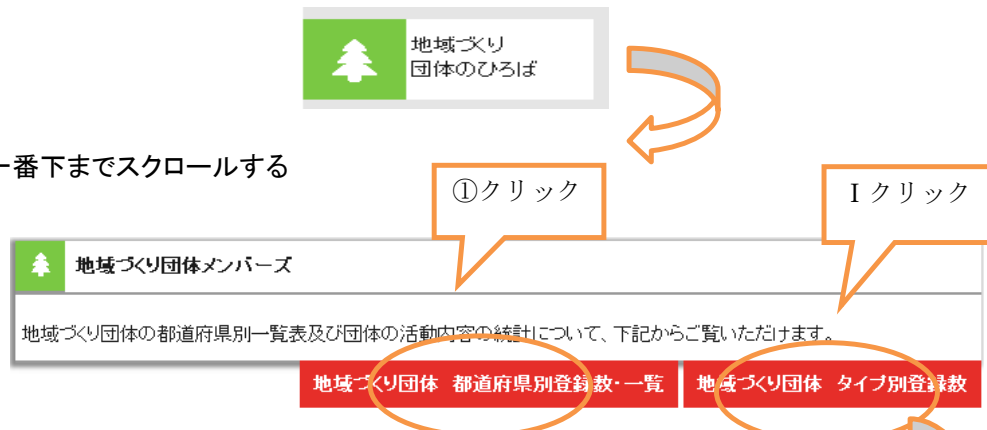 地域づくり
団体のひろば
一番下までスクロールする
①クリック
Ⅰクリック
地域づくり団体メンバーズ
地域づくり団体の都道府県別一覧表及び団体の活動内容の統計について、下記からご覧いただけます。
地域づくり団体 都道府県別登録数・一覧
地域づくり団体 タイプ別登録数